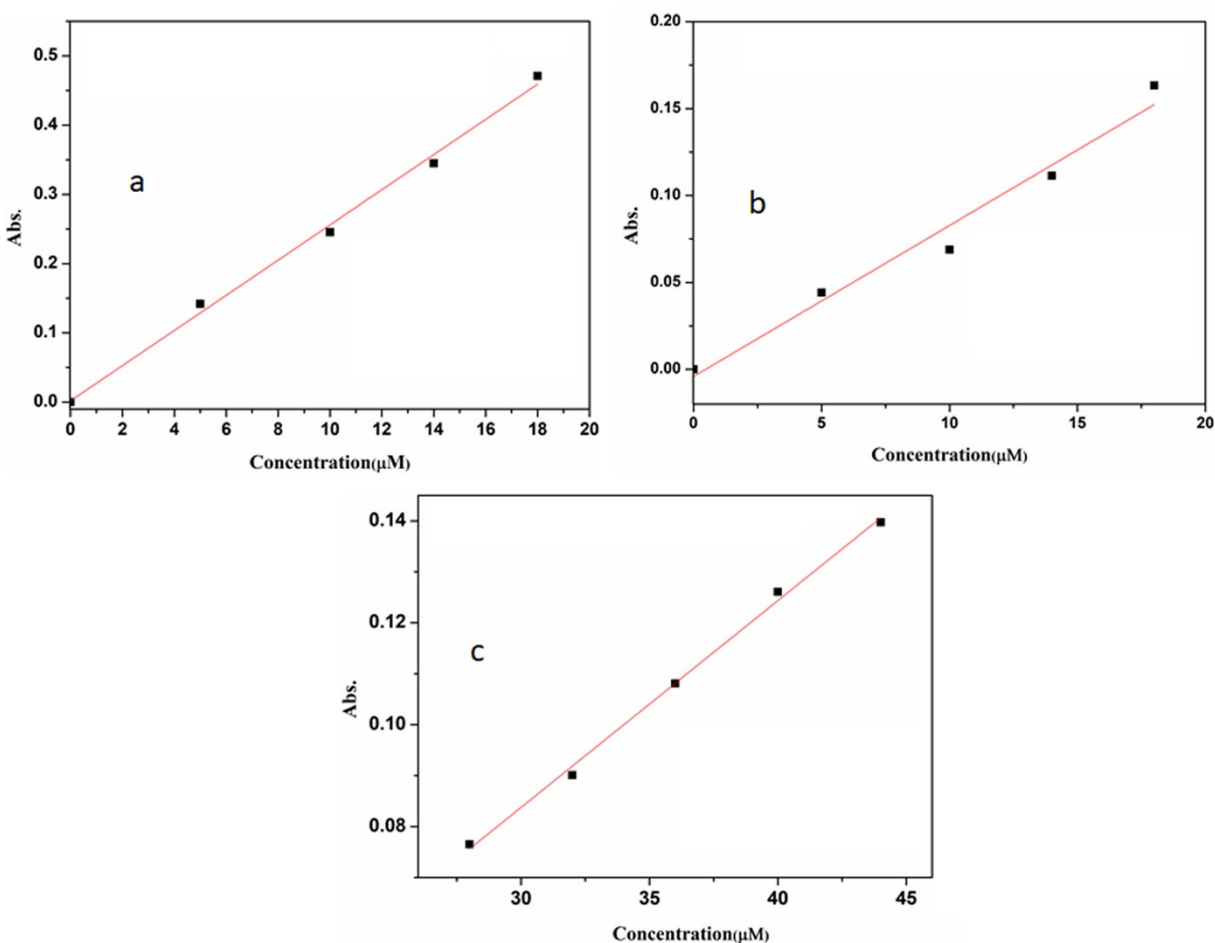 0.5
0.4
0.3
0.2
0.1
0.0
Abs.
a
0 2 4 6 8 10 12 14 16 18 20
Concentration(μM)
0.20
0.15
0.10
0.05
0.00
Abs.
b
0 5 10 15 20
Concentration(μM)
0.14
0.12
0.10
0.08
Abs.
c
30 35 40 45
Concentration(μM)